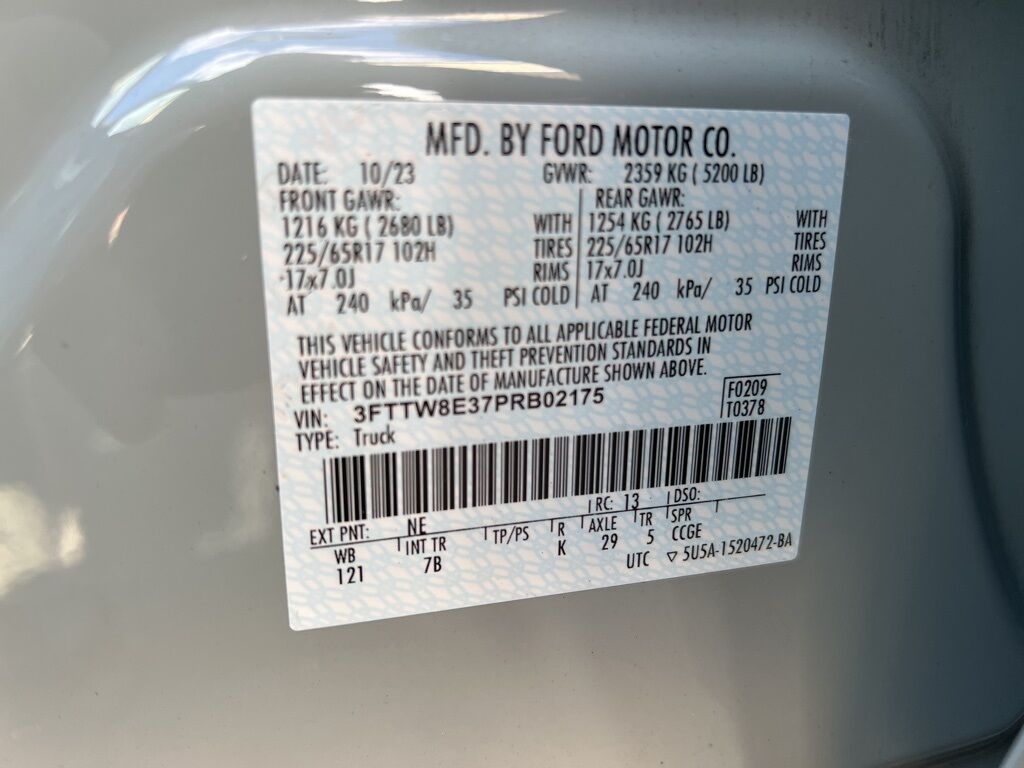 MFD. BY FORD MOTOR CO.
DATE: 10/23 GVWR: 2359 KG ( 5200 LB)
FRONT GAWR: REAR GAWR:
1216 KG ( 2680 LB) WITH 1254 KG ( 2765 LB) WITH
225/65R17 102H TIRES 225/65R17 102H TIRES
17x7.0J RIMS 17x7.0J RIMS
AT 240 kPa/ 35 PSI COLD AT 240 kPa/ 35 PSI COLD
THIS VEHICLE CONFORMS TO ALL APPLICABLE FEDERAL MOTOR
VEHICLE SAFETY AND THEFT PREVENTION STANDARDS IN
EFFECT ON THE DATE OF MANUFACTURE SHOWN ABOVE.
VIN: 3FTTW8E37PRB02175 F0209
TYPE: Truck T0378
EXT PNT: NE RC: 13 DSO:
WB INT TR TP/PS R AXLE TR SPR
121 7B K 29 5 CCGE
UTC ▽ 5U5A-1520472-BA